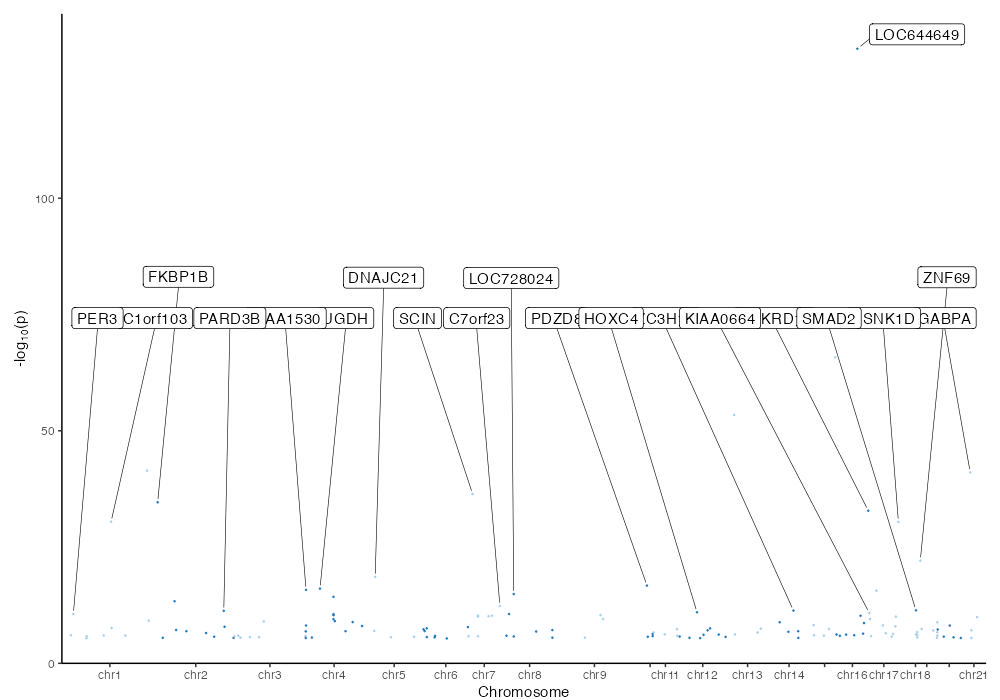 LOC644649
100
FKBP1B
DNAJC21
LOC728024
ZNF69
PER3
C1orf103
PARD3B
AA1530
JGDH
SCIN
C7orf23
HOXC4
C3H
KIAA0664
KRD
SMAD2
SNK1D
GABPA
-log10(p)
50
0
chr1 chr2 chr3 chr4 chr5 chr6 chr7 chr8 chr9 chr11 chr12 chr13 chr14 chr16 chr17 chr18 chr21
Chromosome